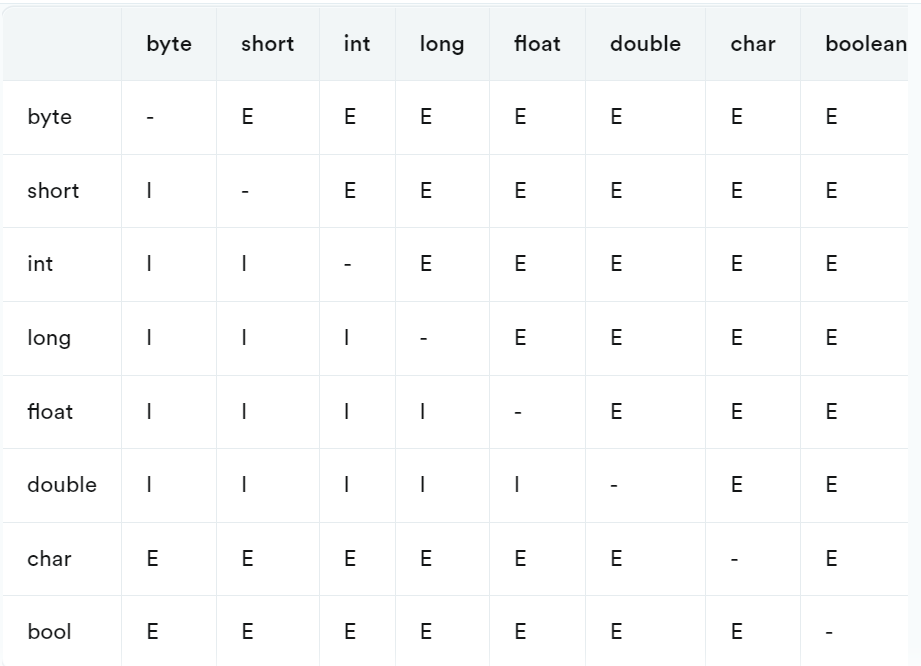 byte short int long float double char boolean
byte - E E E E E E E
short I - E E E E E E
int I I - E E E E E
long I I I - E E E E
float I I I I - E E E
double I I I I I - E E
char E E E E E E - E
bool E E E E E E E -